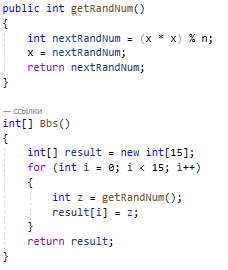 public int getRandNum()
{
int nextRandNum = (x * x) % n;
x = nextRandNum;
return nextRandNum;
}
— ссылки
int[] Bbs()
{
int[] result = new int[15];
for (int i = 0; i < 15; i++)
{
int z = getRandNum();
result[i] = z;
}
return result;
}